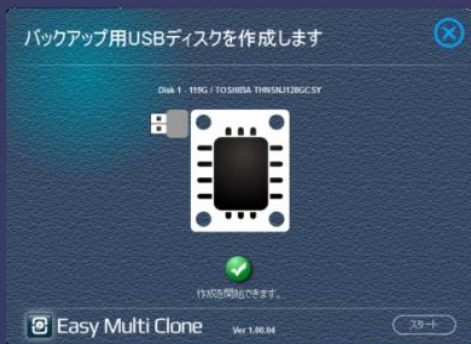 バックアップ用USBディスクを作成します
Disk 1 - 119G / TOSHIBA THNSNJ128GCSY
作成を開始できます。
Easy Multi Clone Ver 1.00.04
スタート